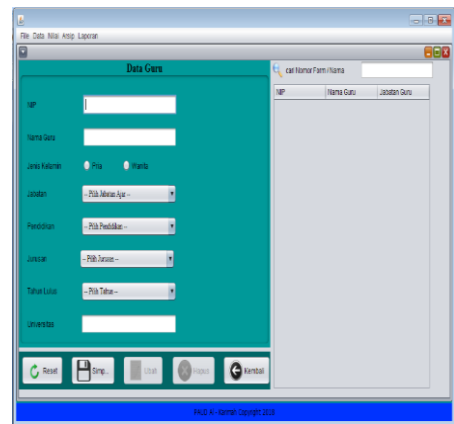 File Data Nilai Arsip Laporan
Data Guru
cari Nomor Farm /Nama
NIP Nama Guru Jabatan Guru
NIP
Nama Guru
Jenis Kelamin Pria Wanita
Jabatan -- Pilih Jabatan Ajar --
Pendidikan -- Pilih Pendidikan --
Jurusan -- Pilih Jurusan --
Tahun Lulus -- Pilih Tahun --
Universitas
Reset Simp... Ubah Hapus Kembali
PAUD Al - Karimah Copyright 2018